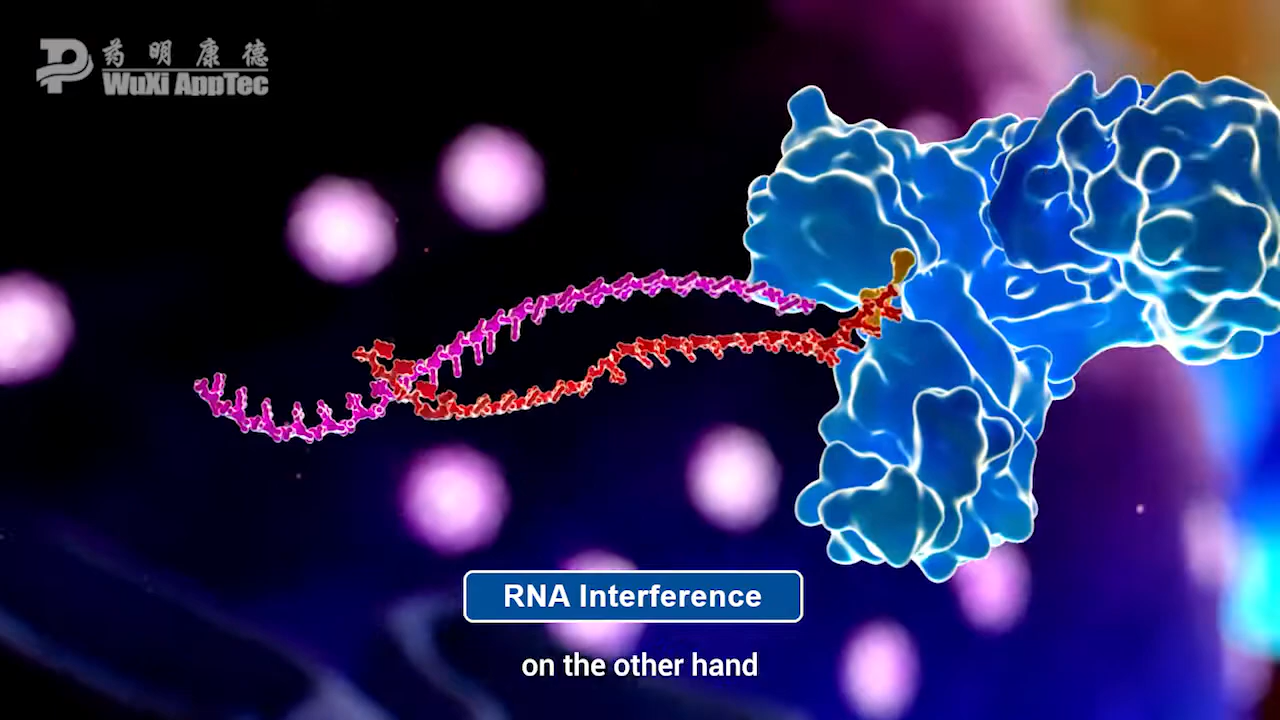 药明康德
WuXi AppTec
RNA Interference
on the other hand